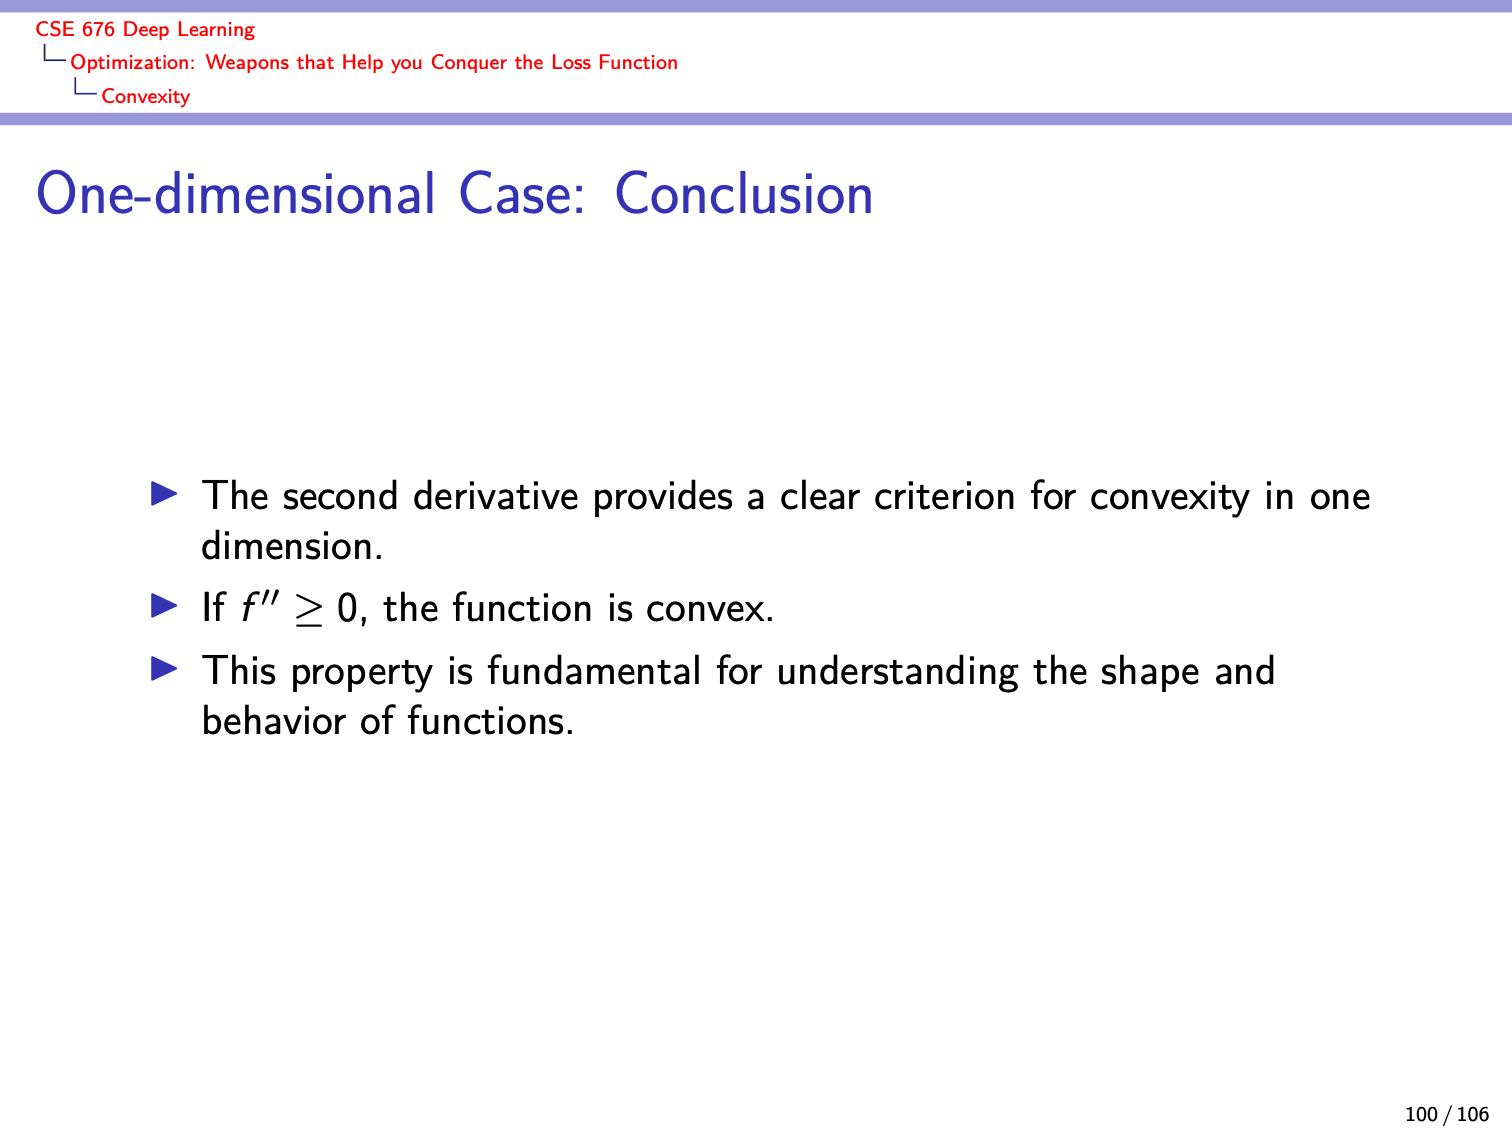 CSE 676 Deep Learning
Optimization: Weapons that Help you Conquer the Loss Function
Convexity
One-dimensional Case: Conclusion
▶ The second derivative provides a clear criterion for convexity in one
dimension.
▶ If f″ ≥ 0, the function is convex.
▶ This property is fundamental for understanding the shape and
behavior of functions.
100 / 106